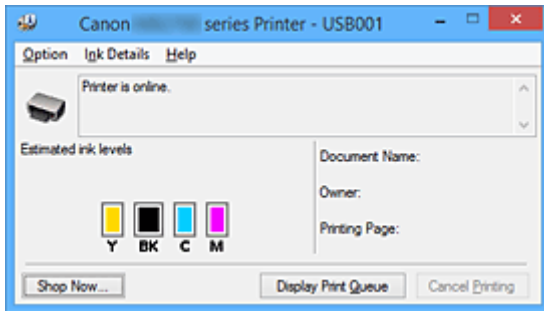 Canon series Printer - USB001
Option Ink Details Help
Printer is online.
Estimated ink levels
Document Name:
Owner:
Printing Page:
Y BK C M
Shop Now... Display Print Queue Cancel Printing